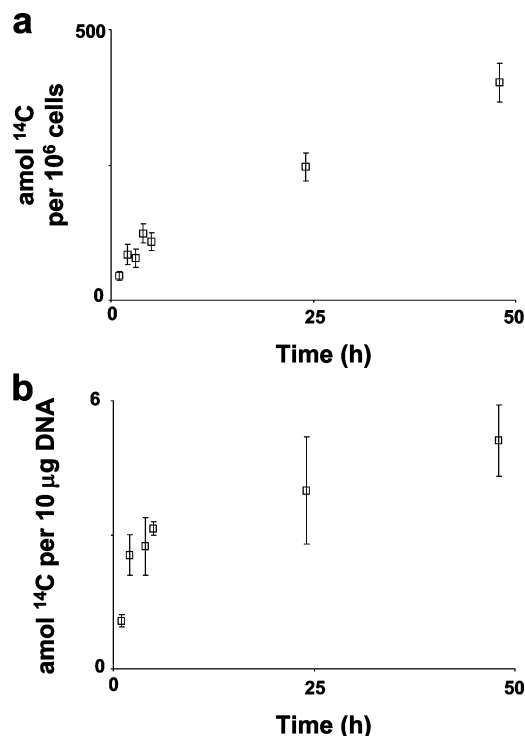 a
500
amol ¹⁴C
per 10⁶ cells
0
0
25
50
Time (h)
b
6
amol ¹⁴C per 10 μg DNA
0
0
25
50
Time (h)